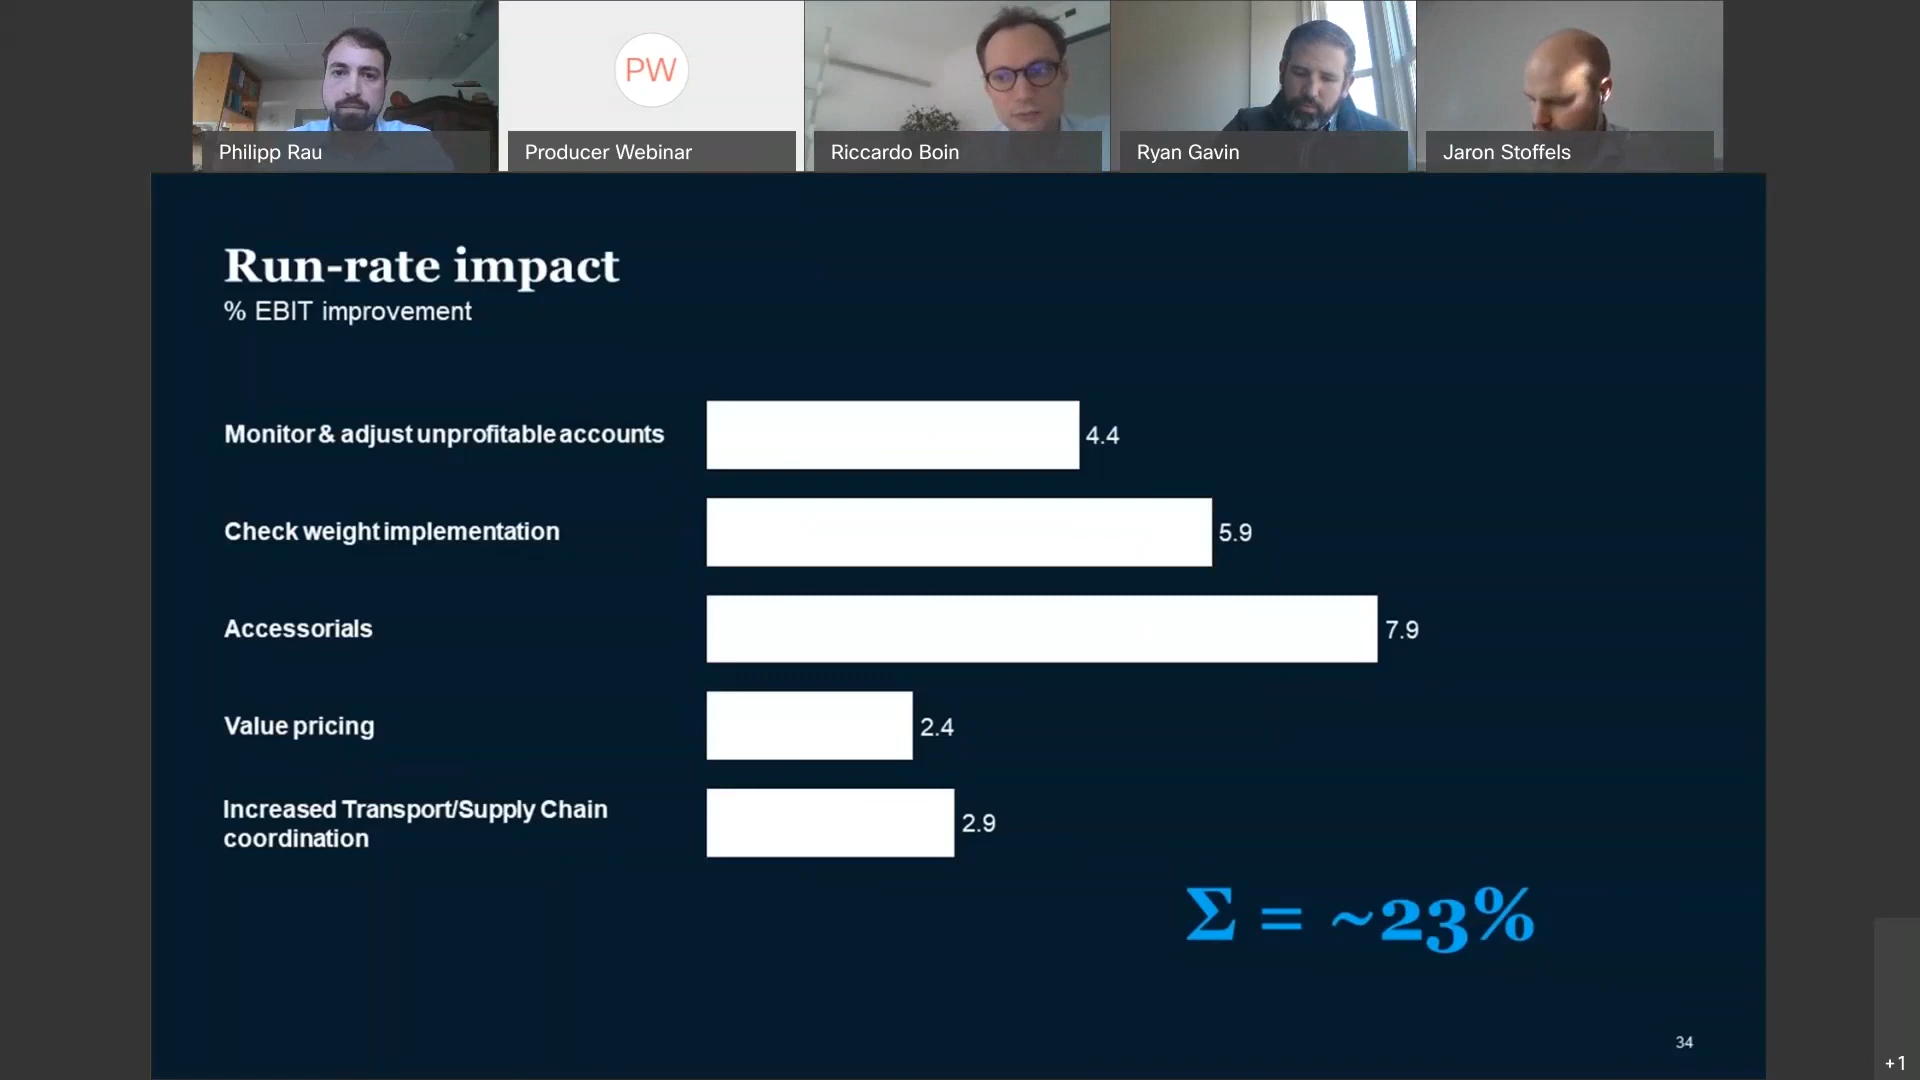 PW
Philipp Rau
Producer Webinar
Riccardo Boin
Ryan Gavin
Jaron Stoffels
Run-rate impact
% EBIT improvement
Monitor & adjust unprofitable accounts
4.4
Check weight implementation
5.9
Accessorials
7.9
Value pricing
2.4
Increased Transport/Supply Chain
coordination
2.9
Σ = ~23%
34
+1